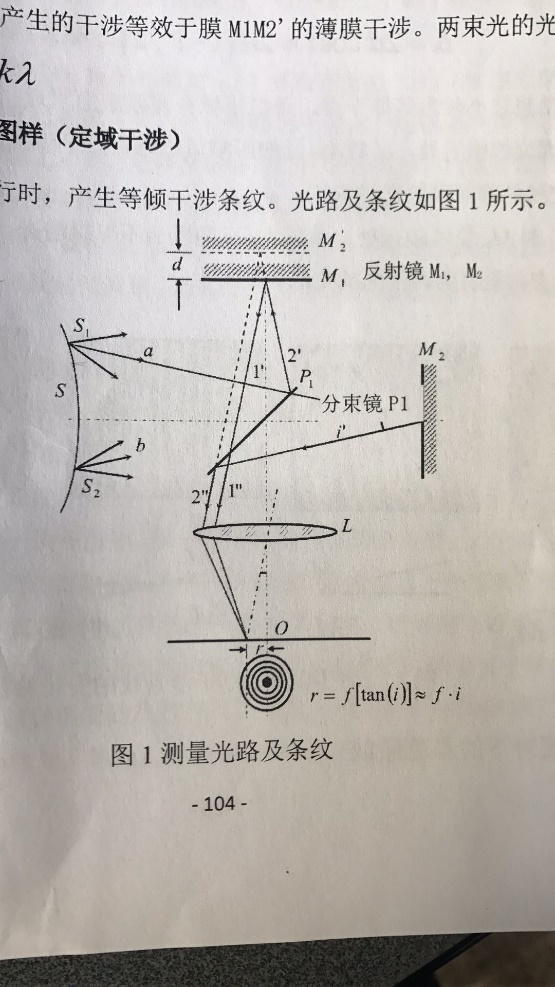 产生的干涉等效于膜M1M2'的薄膜干涉。两束光的光
kλ
图样（定域干涉）
行时，产生等倾干涉条纹。光路及条纹如图1所示。
M₂'
d
M₁
反射镜 M₁, M₂
S₁
a
1'
2'
P₁
M₂
S
分束镜 P1
b
i'
S₂
2"
1"
L
O
r
r = f[tan(i)] ≈ f·i
图1 测量光路及条纹
- 104 -